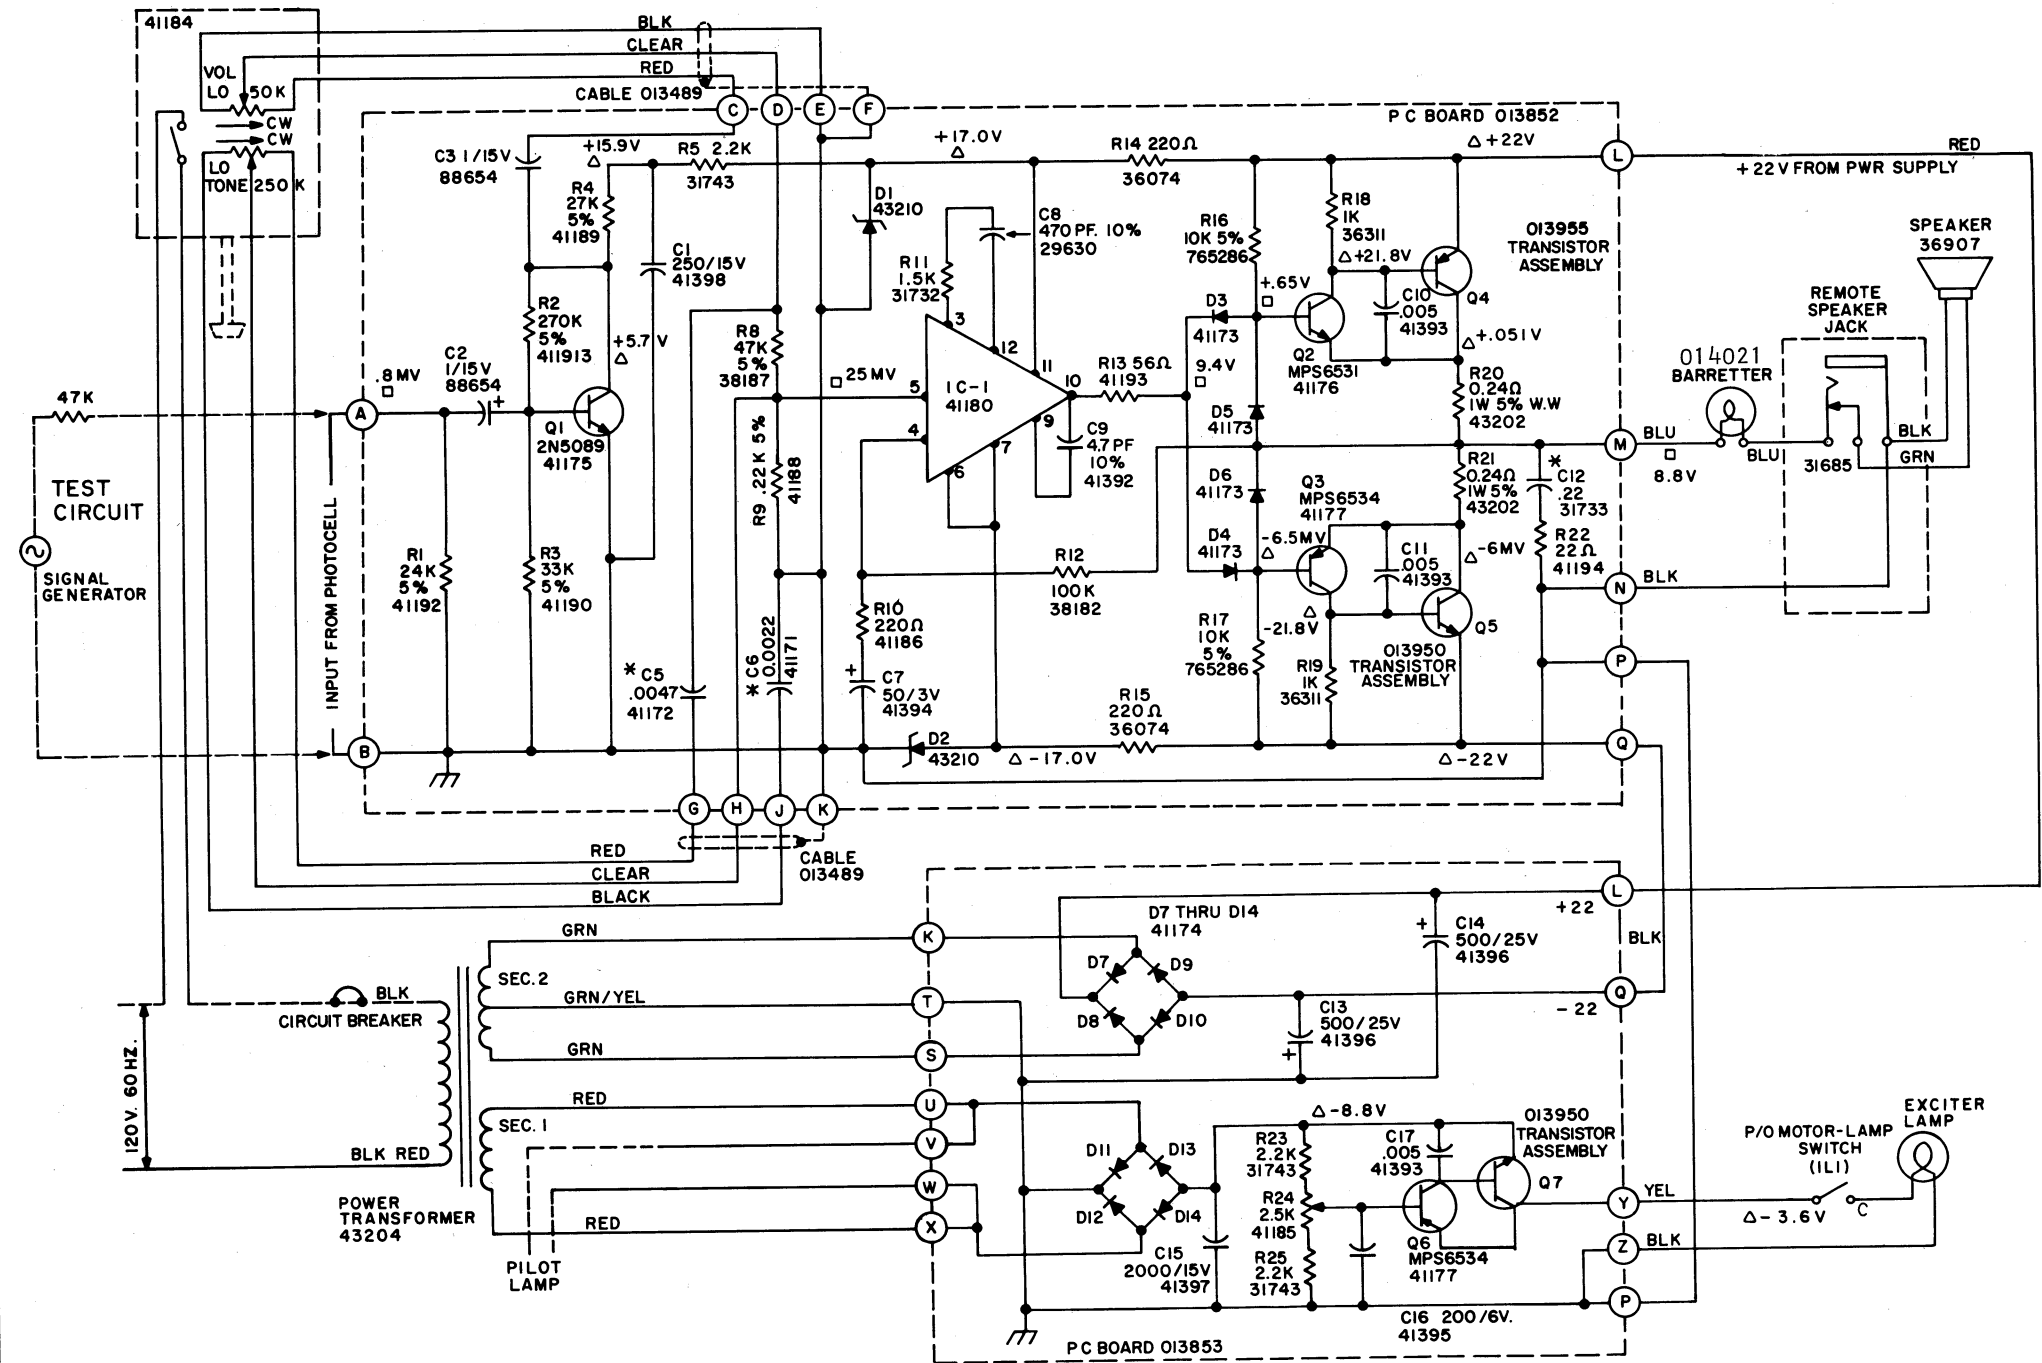 41184
BLK
CLEAR
RED
VOL
LO 50K
CW
CW
LO
TONE 250 K
CABLE 013489
C
D
E
F
PC BOARD 013852
C3 1/15V
88654
+15.9V
R5 2.2K
31743
+17.0V
R14 220Ω
36074
+22V
L
RED
+22V FROM PWR SUPPLY
R4
27K
5%
41189
D1
43210
C8
470 PF. 10%
29630
R16
10K 5%
765286
R18
1K
36311
+21.8V
013955
TRANSISTOR
ASSEMBLY
SPEAKER
36907
C1
250/15V
41398
R11
1.5K
31732
R2
270K
5%
411913
+5.7 V
R8
47K
5%
38187
3
12
11
D3
41173
+.65V
C10
.005
41393
Q4
+.051V
REMOTE
SPEAKER
JACK
014021
BARRETTER
47K
.8MV
C2
1/15V
88654
+
25 MV
5
IC-1
41180
10
R13 56Ω
41193
9.4V
Q2
MPS6531
41176
R20
0.24Ω
1W 5% W.W
43202
A
Q1
2N5089
41175
4
9
7
6
C9
4.7 PF
10%
41392
D5
41173
M
BLU
8.8V
BLU
31685
BLK
GRN
R9 .22K 5%
41188
D6
41173
Q3
MPS6534
41177
R21
0.24Ω
1W 5%
43202
*
C12
.22
31733
TEST
CIRCUIT
SIGNAL
GENERATOR
INPUT FROM PHOTOCELL
R1
24K
5%
41192
R3
33K
5%
41190
D4
41173
-6.5MV
C11
.005
41393
-6MV
R22
22Ω
41194
R12
100K
38182
N
BLK
R10
220Ω
41186
R17
10K
5%
765286
-21.8V
Q5
* C5
.0047
41172
* C6
0.0022
41171
+
C7
50/3V
41394
R19
1K
36311
013950
TRANSISTOR
ASSEMBLY
P
R15
220Ω
36074
B
D2
43210
-17.0V
-22V
Q
G
H
J
K
RED
CLEAR
BLACK
CABLE
013489
GRN
K
D7 THRU D14
41174
+22
L
+
C14
500/25V
41396
BLK
D7
D9
SEC.2
GRN/YEL
T
BLK
CIRCUIT BREAKER
D8
D10
C13
500/25V
41396
+
Q
-22
GRN
S
120V. 60HZ.
RED
U
SEC.1
V
-8.8V
013950
TRANSISTOR
ASSEMBLY
EXCITER
LAMP
P/O MOTOR-LAMP
SWITCH
(1L1)
BLK RED
D11
D13
R23
2.2K
31743
C17
.005
41393
Q7
W
D12
D14
R24
2.5K
41185
Y
YEL
-3.6V
C
POWER
TRANSFORMER
43204
RED
X
C15
2000/15V
41397
R25
2.2K
31743
Q6
MPS6534
41177
Z
BLK
PILOT
LAMP
C16 200/6V.
41395
P
PC BOARD 013853